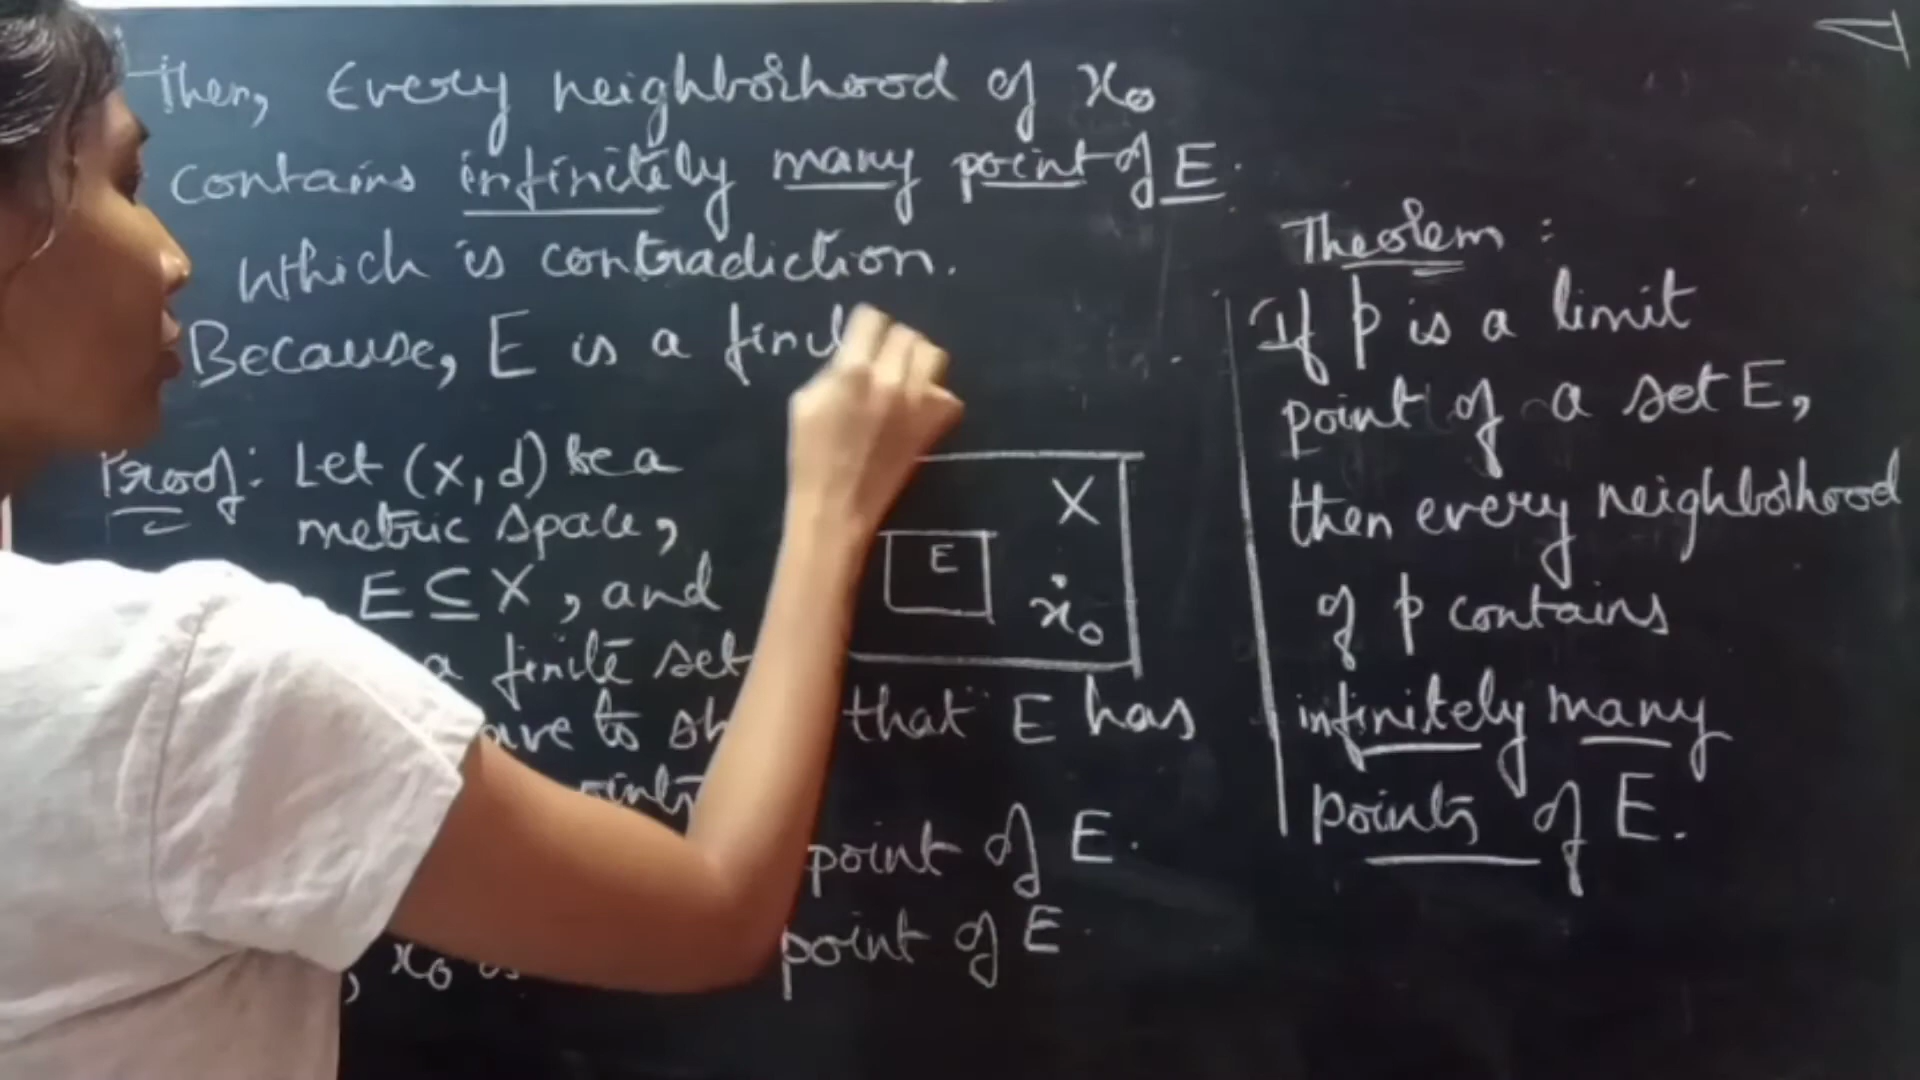 Then, Every neighborhood of x₀
contains infinitely many point of E.
which is contradiction.
Because, E is a
Proof: Let (X, d) be a
metric space,
E ⊆ X, and
a finite set
to that E has
point of E.
, x₀ point of E.
X
E
x₀
Theorem:
If p is a limit
point of a set E,
then every neighborhood
of p contains
infinitely many
points of E.